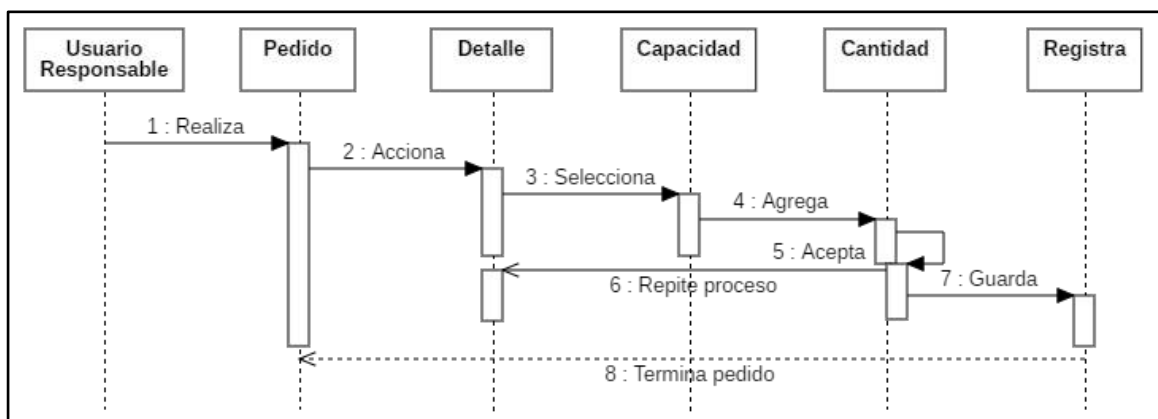 Usuario
Responsable
Pedido
Detalle
Capacidad
Cantidad
Registra
1 : Realiza
2 : Acciona
3 : Selecciona
4 : Agrega
5 : Acepta
6 : Repite proceso
7 : Guarda
8 : Termina pedido